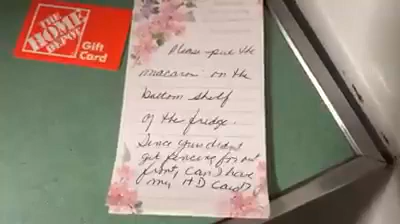 THE
HOME
DEPOT
Gift
Card
Please put the
macaroni on the
bottom shelf
of the fridge.
Since you didn't
get fencing for out
front, can I have
my HD Card?